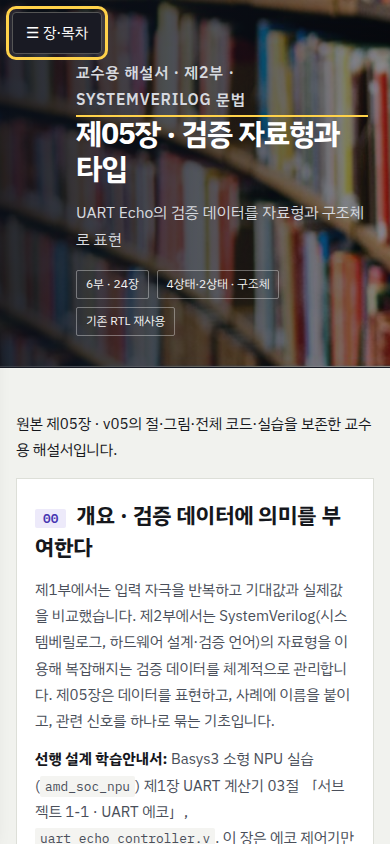 ☰ 장·목차
교수용 해설서 · 제2부 ·
SYSTEMVERILOG 문법
제05장 · 검증 자료형과
타입
UART Echo의 검증 데이터를 자료형과 구조체
로 표현
6부 · 24장
4상태·2상태 · 구조체
기존 RTL 재사용
원본 제05장 · v05의 절·그림·전체 코드·실습을 보존한 교수
용 해설서입니다.
00 개요 · 검증 데이터에 의미를 부
여한다
제1부에서는 입력 자극을 반복하고 기대값과 실제값
을 비교했습니다. 제2부에서는 SystemVerilog(시스
템베릴로그, 하드웨어 설계·검증 언어)의 자료형을 이
용해 복잡해지는 검증 데이터를 체계적으로 관리합니
다. 제05장은 데이터를 표현하고, 사례에 이름을 붙이
고, 관련 신호를 하나로 묶는 기초입니다.
선행 설계 학습안내서: Basys3 소형 NPU 실습
(amd_soc_npu) 제1장 UART 계산기 03절 「서브
젝트 1-1 · UART 에코」,
uart_echo_controller.v. 이 장은 에코 제어기만